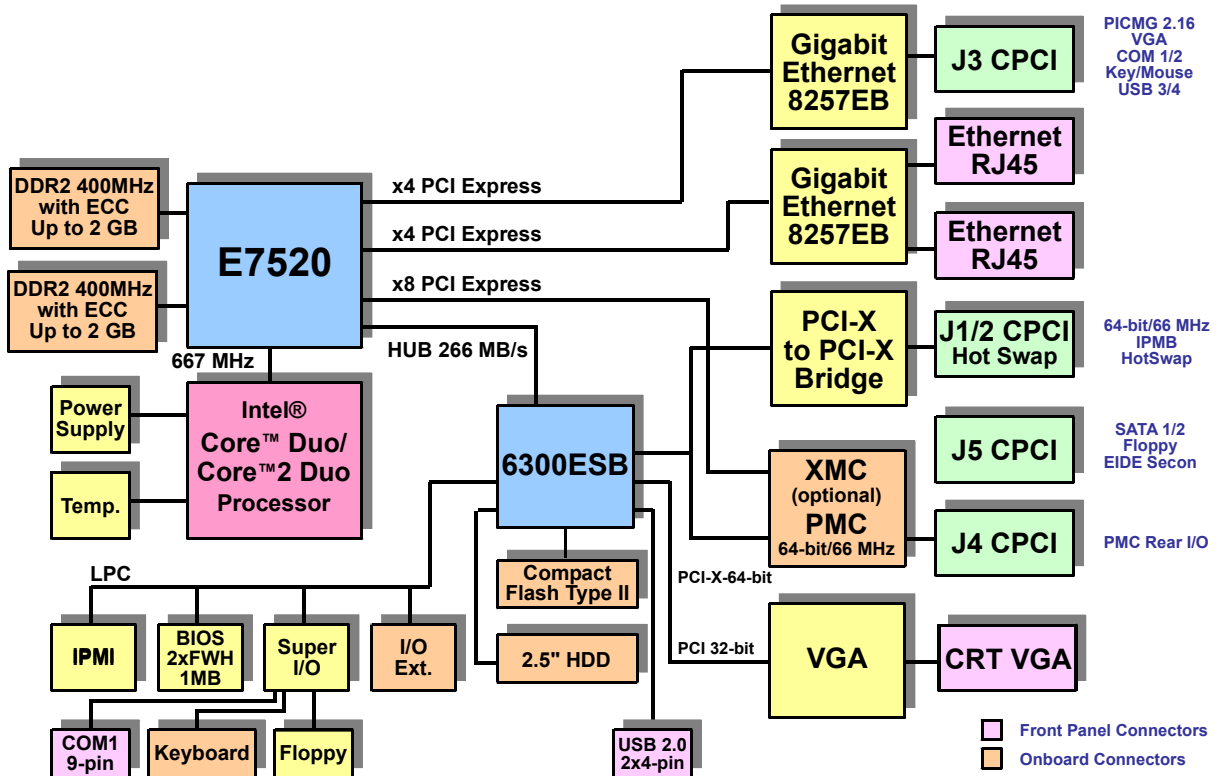 Gigabit
Ethernet
8257EB
J3 CPCI
PICMG 2.16
VGA
COM 1/2
Key/Mouse
USB 3/4
Ethernet
RJ45
DDR2 400MHz
with ECC
Up to 2 GB
E7520
x4 PCI Express
Gigabit
Ethernet
8257EB
x4 PCI Express
Ethernet
RJ45
DDR2 400MHz
with ECC
Up to 2 GB
x8 PCI Express
HUB 266 MB/s
667 MHz
PCI-X
to PCI-X
Bridge
J1/2 CPCI
Hot Swap
64-bit/66 MHz
IPMB
HotSwap
Power
Supply
Temp.
Intel®
Core™ Duo/
Core™2 Duo
Processor
6300ESB
J5 CPCI
SATA 1/2
Floppy
EIDE Secon
XMC
(optional)
PMC
64-bit/66 MHz
J4 CPCI
PMC Rear I/O
LPC
Compact
Flash Type II
PCI-X-64-bit
IPMI
BIOS
2xFWH
1MB
Super
I/O
I/O
Ext.
2.5" HDD
PCI 32-bit
VGA
CRT VGA
COM1
9-pin
Keyboard
Floppy
USB 2.0
2x4-pin
Front Panel Connectors
Onboard Connectors